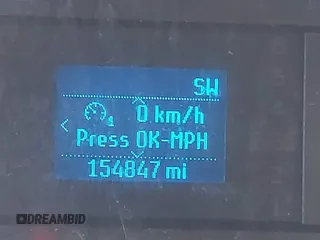 SW
0 km/h
Press OK-MPH
154847 mi
DREAMBID